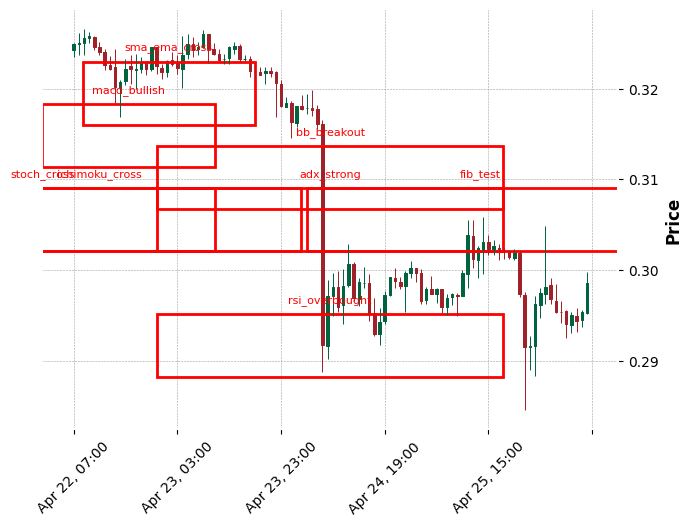 sma_ema_cross
macd_bullish
bb_breakout
stoch_cross
ichimoku_cross
adx_strong
fib_test
rsi_overbought
0.32
0.31
0.30
0.29
Price
Apr 22, 07:00
Apr 23, 03:00
Apr 23, 23:00
Apr 24, 19:00
Apr 25, 15:00